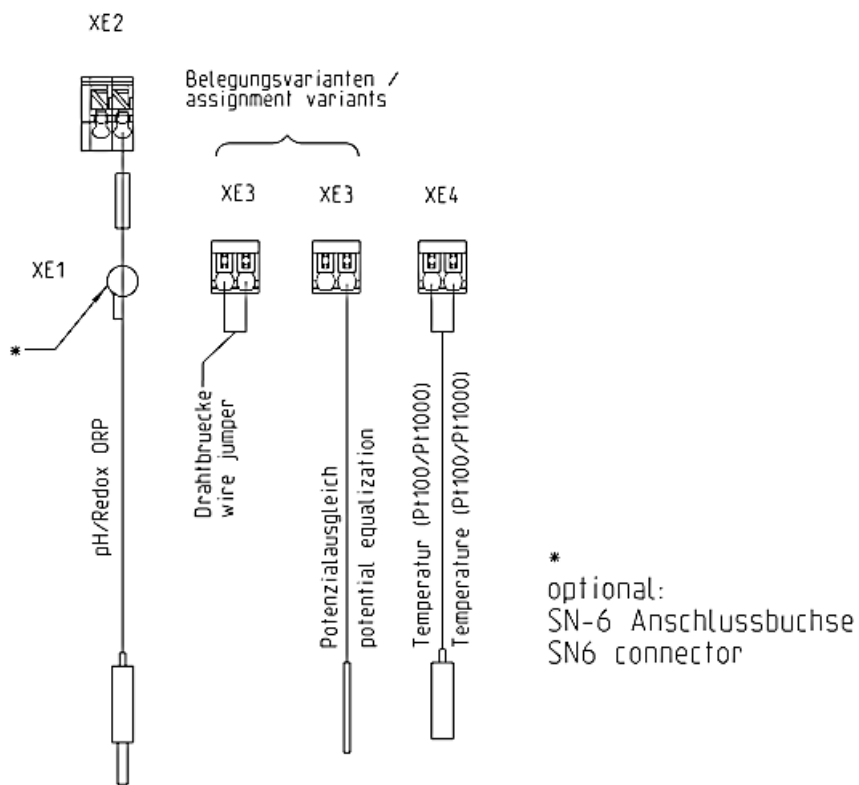 XE2
Belegungsvarianten /
assignment variants
XE3
XE3
XE4
XE1
*
pH/Redox ORP
Drahtbruecke
wire jumper
Potenzialausgleich
potential equalization
Temperatur (Pt100/Pt1000)
Temperature (Pt100/Pt1000)
*
optional:
SN-6 Anschlussbuchse
SN6 connector